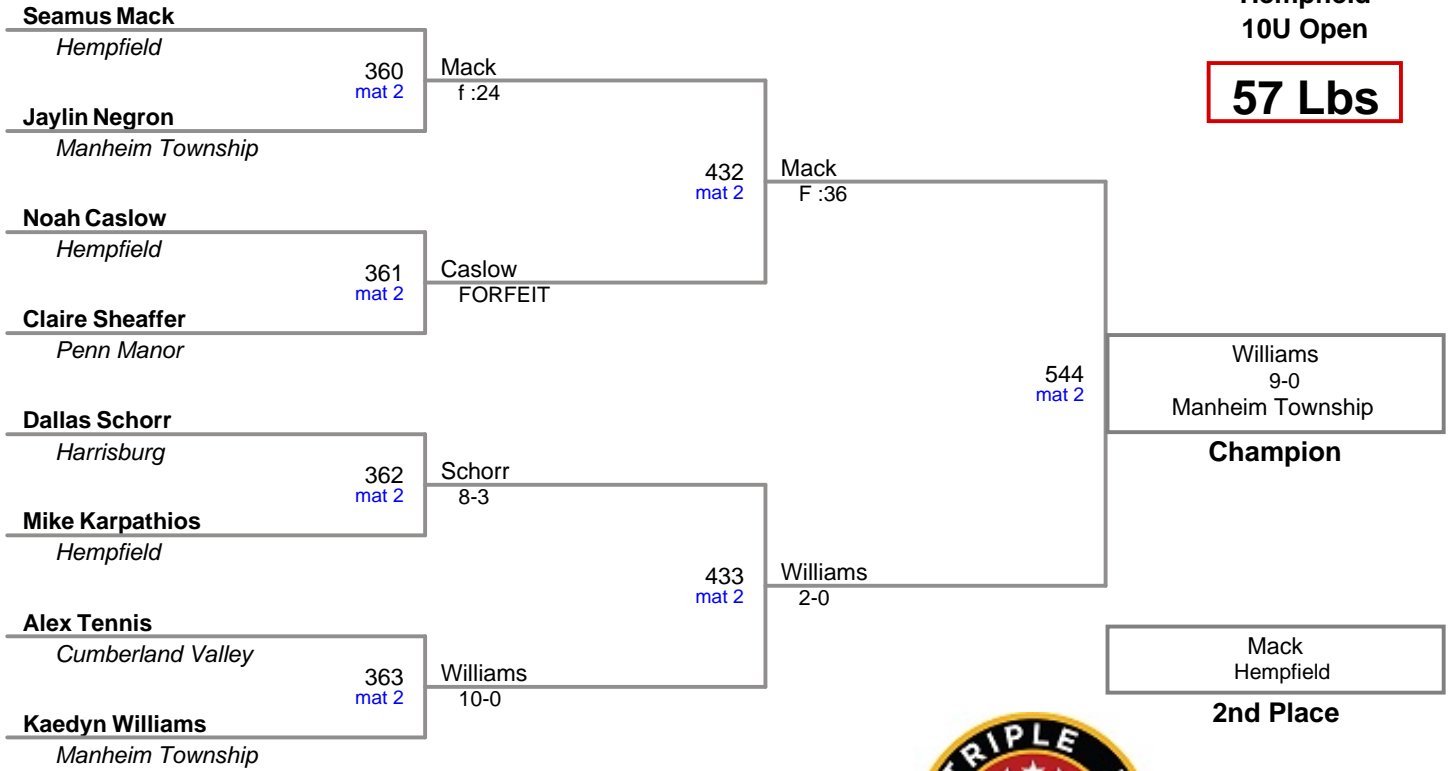 Hempfield
10U Open
57 Lbs
Seamus Mack
Hempfield
360
mat 2
Mack
f :24
Jaylin Negron
Manheim Township
432
mat 2
Mack
F :36
Noah Caslow
Hempfield
361
mat 2
Caslow
FORFEIT
Claire Sheaffer
Penn Manor
544
mat 2
Williams
9-0
Manheim Township
Champion
Dallas Schorr
Harrisburg
362
mat 2
Schorr
8-3
Mike Karpathios
Hempfield
433
mat 2
Williams
2-0
Alex Tennis
Cumberland Valley
363
mat 2
Williams
10-0
Kaedyn Williams
Manheim Township
Mack
Hempfield
2nd Place
TRIPLE